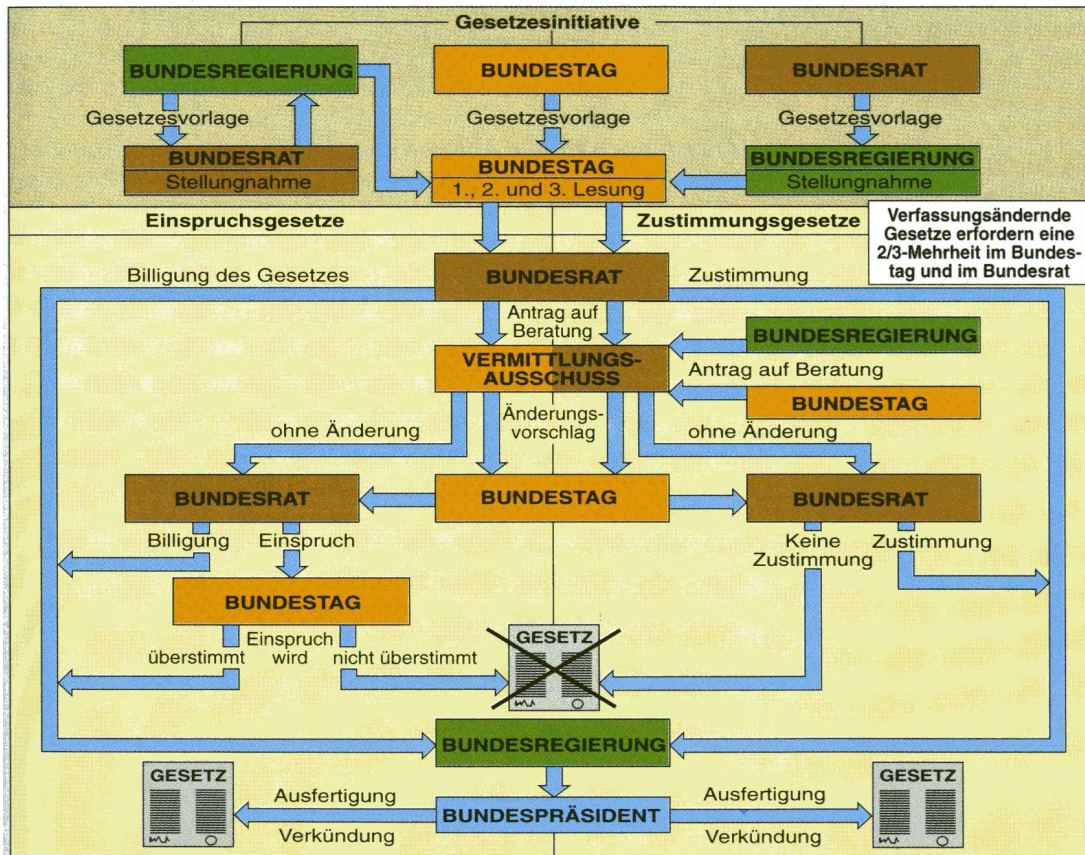 Gesetzesinitiative
BUNDESREGIERUNG
BUNDESTAG
BUNDESRAT
Gesetzesvorlage
Gesetzesvorlage
Gesetzesvorlage
BUNDESRAT
Stellungnahme
BUNDESTAG
1., 2. und 3. Lesung
BUNDESREGIERUNG
Stellungnahme
Einspruchsgesetze
Zustimmungsgesetze
Verfassungsändernde
Gesetze erfordern eine
2/3-Mehrheit im Bundes-
tag und im Bundesrat
Billigung des Gesetzes
BUNDESRAT
Zustimmung
Antrag auf
Beratung
BUNDESREGIERUNG
VERMITTLUNGS-
AUSSCHUSS
Antrag auf Beratung
BUNDESTAG
ohne Änderung
Änderungs-
vorschlag
ohne Änderung
BUNDESRAT
BUNDESTAG
BUNDESRAT
Billigung
Einspruch
Keine
Zustimmung
Zustimmung
BUNDESTAG
Einspruch
wird
überstimmt
nicht überstimmt
GESETZ
BUNDESREGIERUNG
GESETZ
Ausfertigung
Verkündung
BUNDESPRÄSIDENT
Ausfertigung
Verkündung
GESETZ